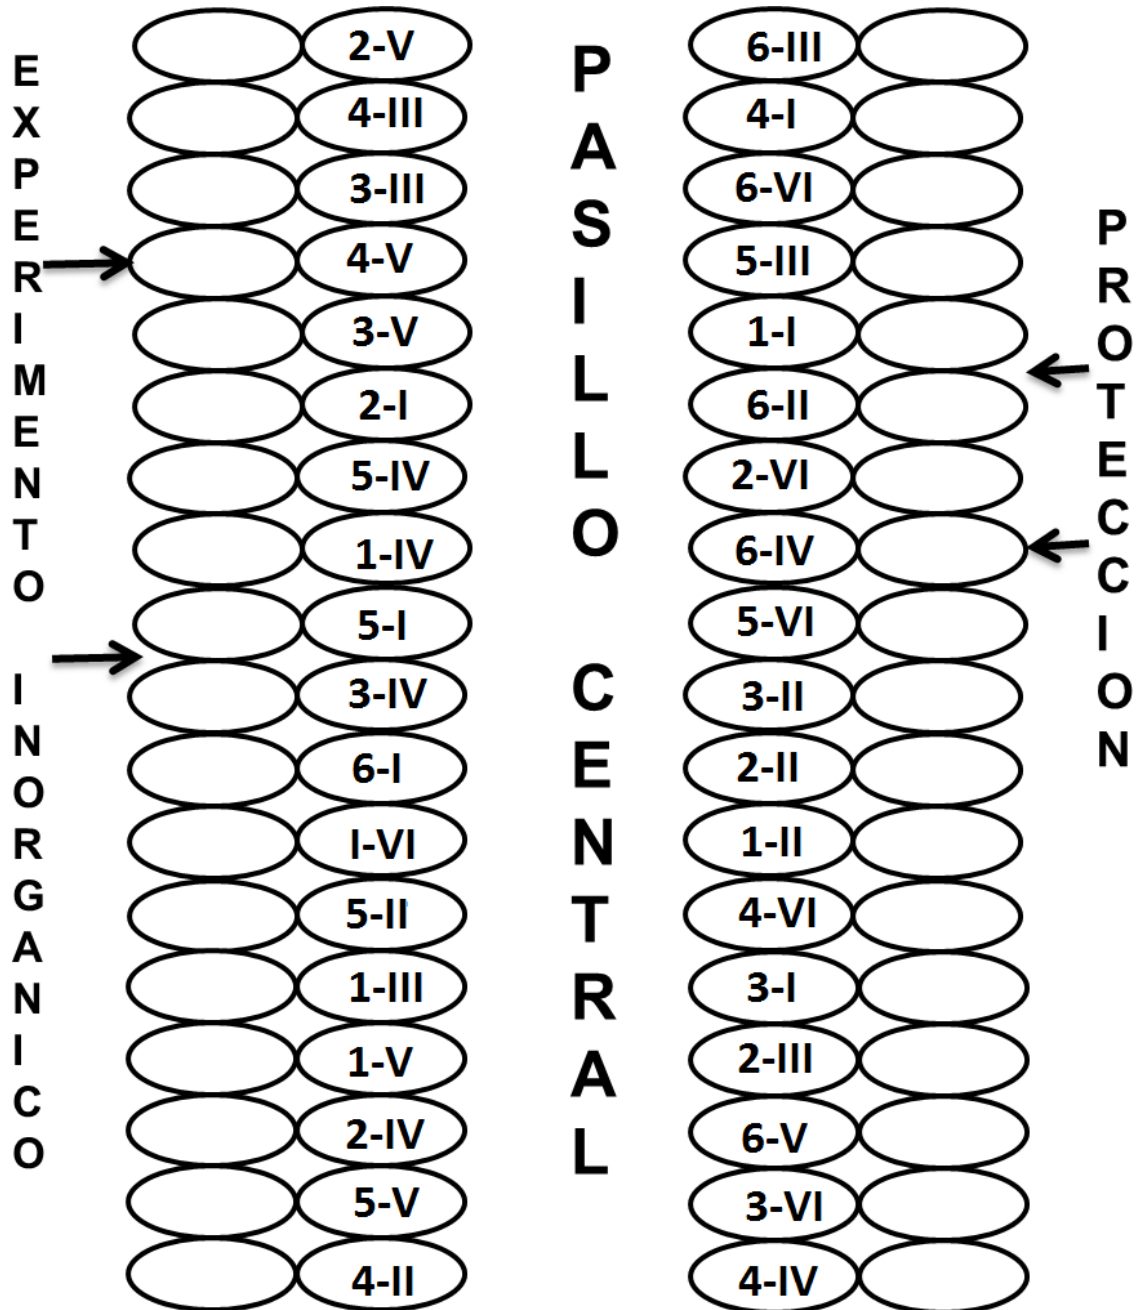 EXPERIMENTO INORGANICO
2-V
4-III
3-III
4-V
3-V
2-I
5-IV
1-IV
5-I
3-IV
6-I
I-VI
5-II
1-III
1-V
2-IV
5-V
4-II
PASILLO CENTRAL
6-III
4-I
6-VI
5-III
1-I
6-II
2-VI
6-IV
5-VI
3-II
2-II
1-II
4-VI
3-I
2-III
6-V
3-VI
4-IV
PROTECCION